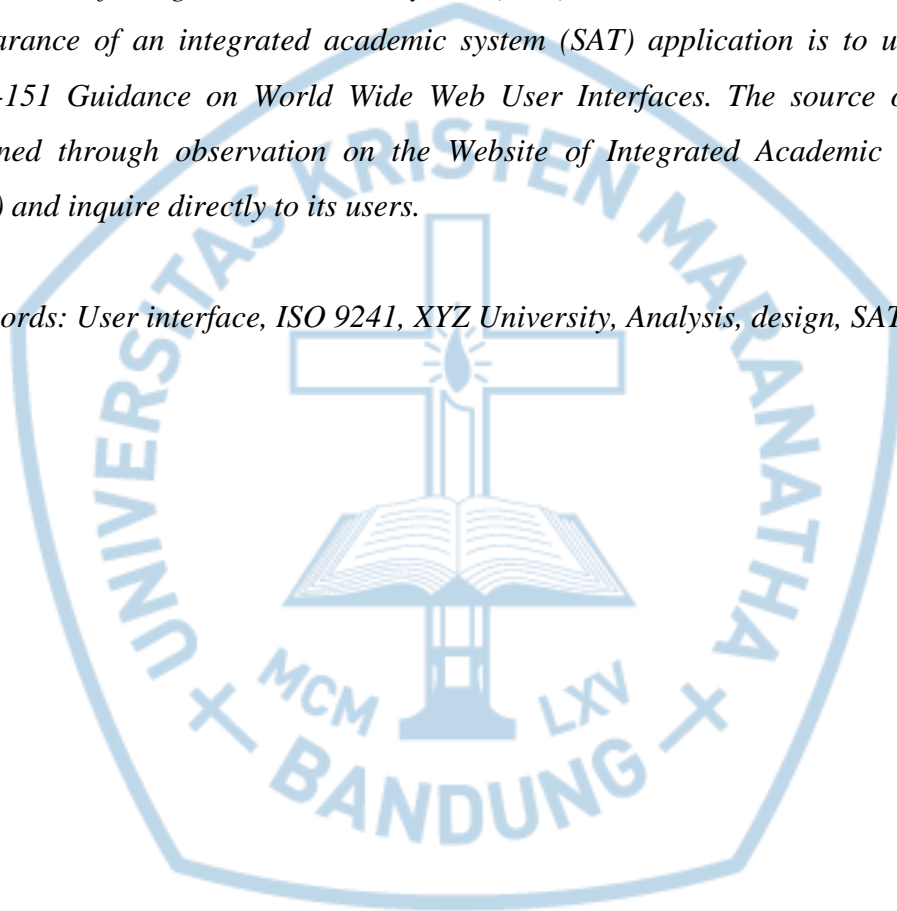 arance of an integrated academic system (SAT) application is to u
-151 Guidance on World Wide Web User Interfaces. The source o
ned through observation on the Website of Integrated Academic
) and inquire directly to its users.
ords: User interface, ISO 9241, XYZ University, Analysis, design, SAT
UNIVERSITAS KRISTEN MARANATHA
MCM LXV
BANDUNG